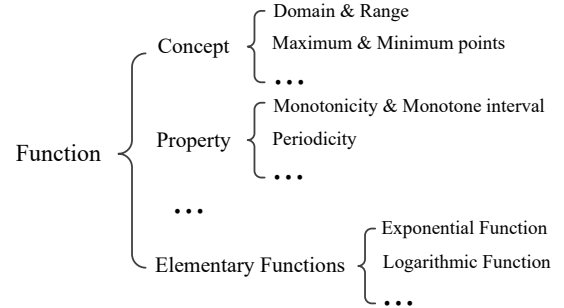 Function
Concept
Domain & Range
Maximum & Minimum points
...
Property
Monotonicity & Monotone interval
Periodicity
...
...
Elementary Functions
Exponential Function
Logarithmic Function
...